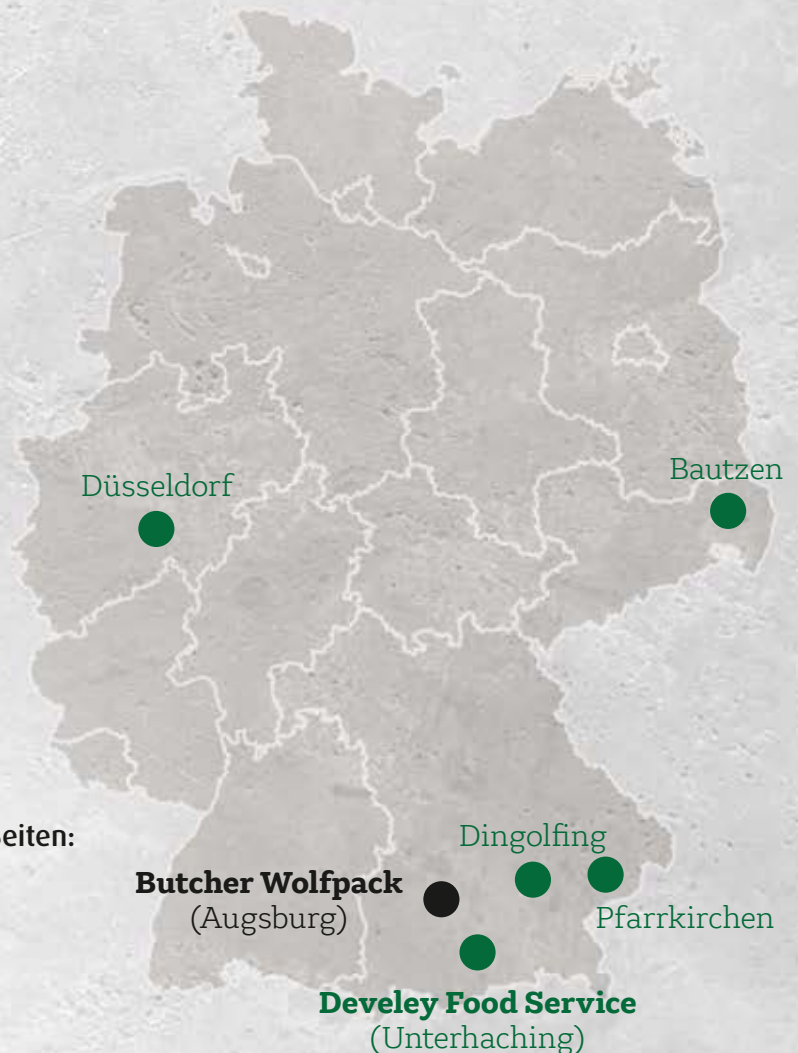 Düsseldorf
Bautzen
eiten:
Dingolfing
Butcher Wolfpack
(Augsburg)
Pfarrkirchen
Develey Food Service
(Unterhaching)